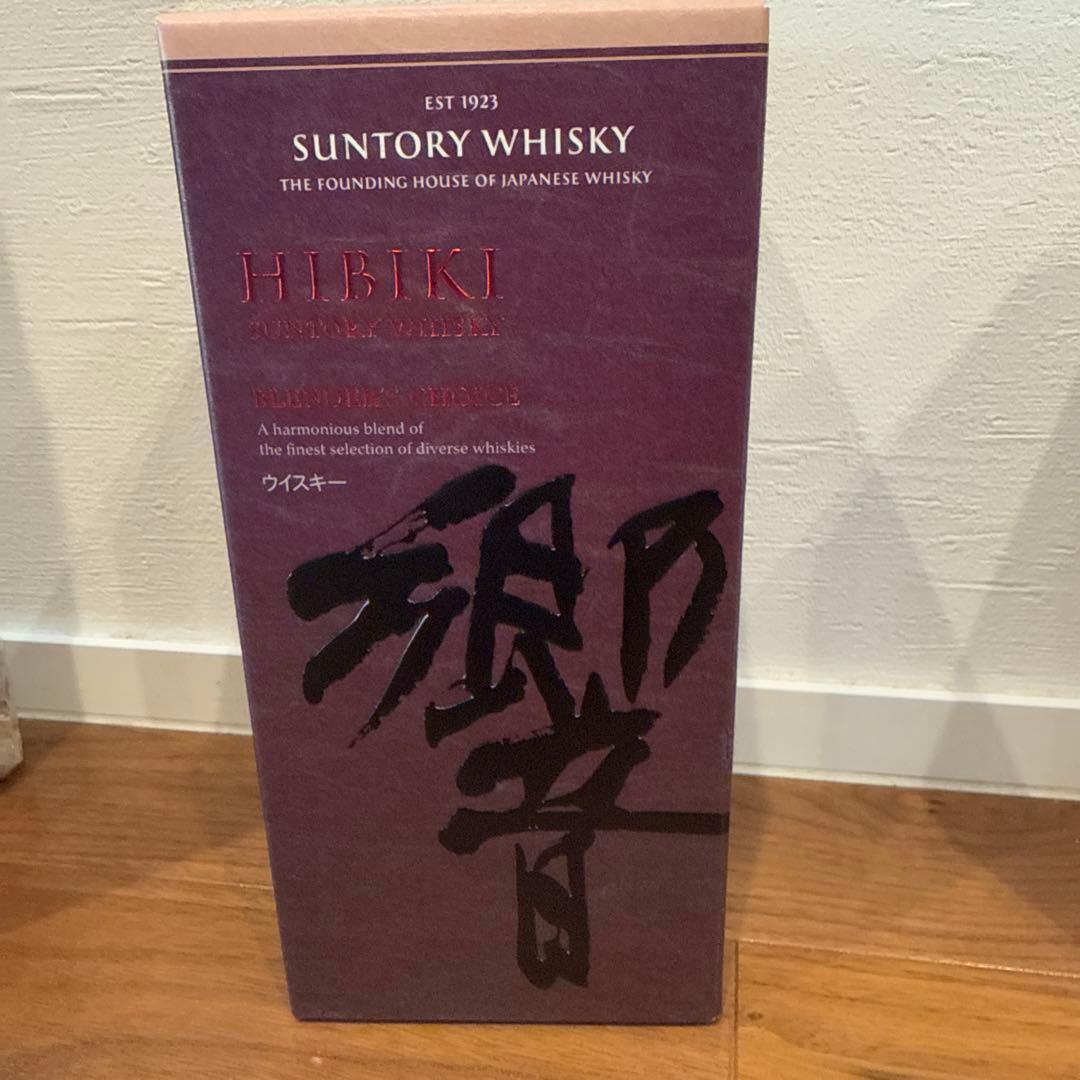 EST 1923
SUNTORY WHISKY
THE FOUNDING HOUSE OF JAPANESE WHISKY
HIBIKI
SUNTORY WHISKY
BLENDER'S CHOICE
A harmonious blend of
the finest selection of diverse whiskies
ウイスキー
響